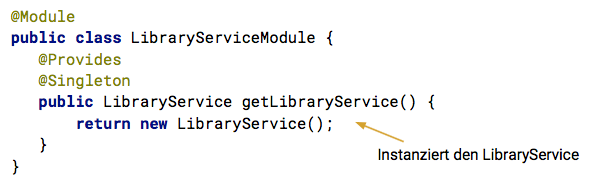 @Module
public class LibraryServiceModule {
@Provides
@Singleton
public LibraryService getLibraryService() {
return new LibraryService();
}
Instanziert den LibraryService
}